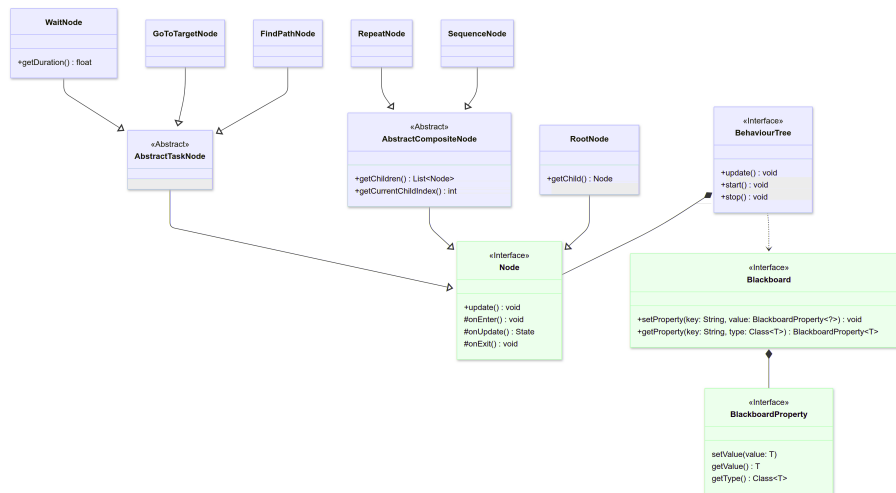 WaitNode
+getDuration() : float
GoToTargetNode
FindPathNode
RepeatNode
SequenceNode
«Abstract»
AbstractTaskNode
«Abstract»
AbstractCompositeNode
+getChildren() : List<Node>
+getCurrentChildIndex() : int
RootNode
+getChild() : Node
«Interface»
BehaviourTree
+update() : void
+start() : void
+stop() : void
«Interface»
Node
+update() : void
#onEnter() : void
#onUpdate() : State
#onExit() : void
«Interface»
Blackboard
+setProperty(key: String, value: BlackboardProperty<?>) : void
+getProperty(key: String, type: Class<T>) : BlackboardProperty<T>
«Interface»
BlackboardProperty
setValue(value: T)
getValue() : T
getType() : Class<T>